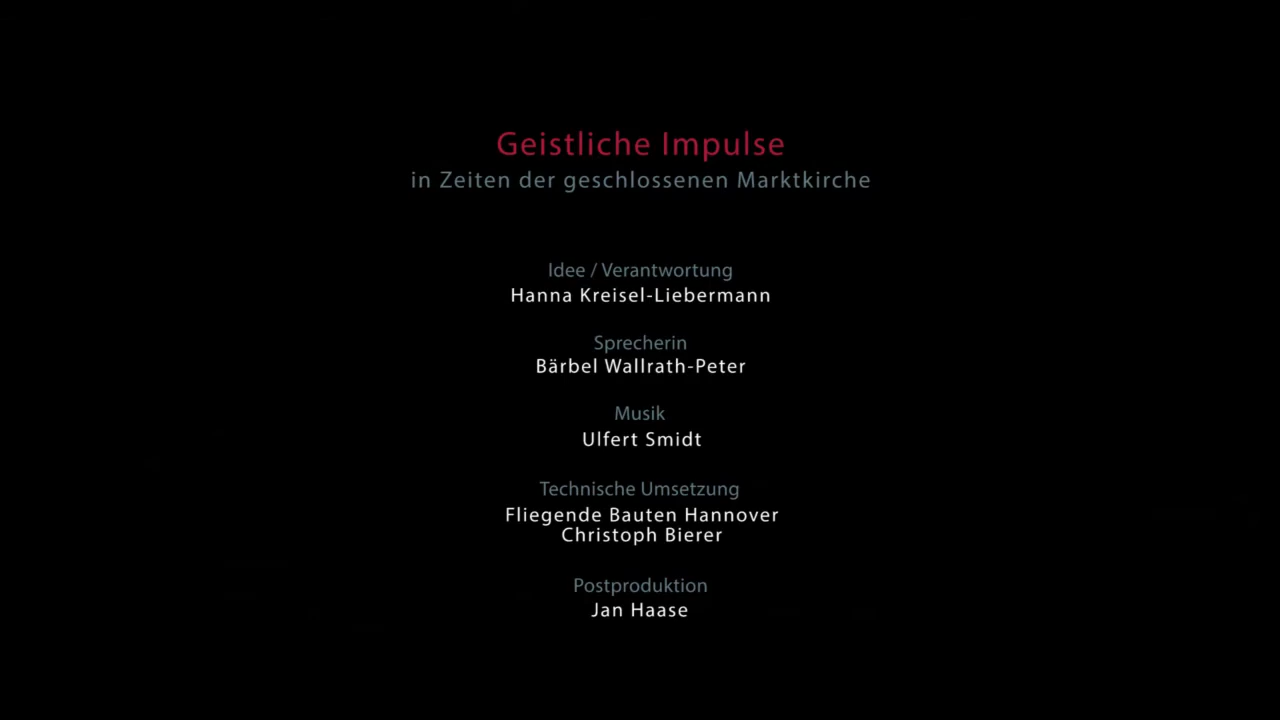 Geistliche Impulse
in Zeiten der geschlossenen Marktkirche
Idee / Verantwortung
Hanna Kreisel-Liebermann
Sprecherin
Bärbel Wallrath-Peter
Musik
Ulfert Smidt
Technische Umsetzung
Fliegende Bauten Hannover
Christoph Bierer
Postproduktion
Jan Haase